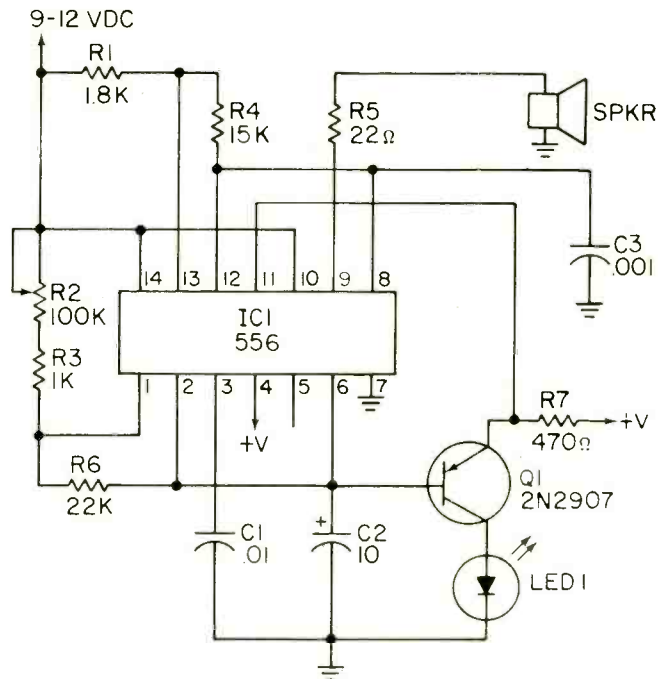 9-12 VDC
R1
1.8K
R4
15K
R5
22Ω
SPKR
C3
.001
R2
100K
R3
1K
14 13 12 11 10 9 8
IC1
556
1 2 3 4 5 6 7
+V
R7
470Ω
+V
R6
22K
Q1
2N2907
C1
.01
+
C2
10
LED1